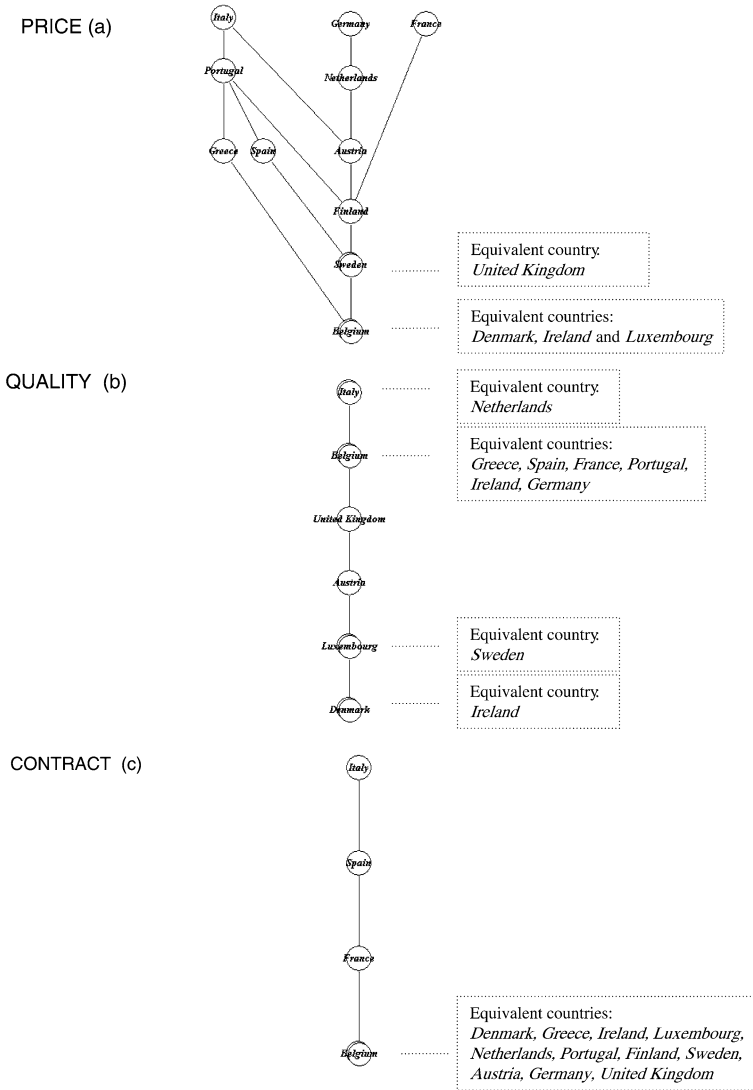 PRICE (a)
Italy
Germany
France
Portugal
Netherlands
Greece
Spain
Austria
Finland
Sweden
Equivalent country.
United Kingdom
Belgium
Equivalent countries:
Denmark, Ireland and Luxembourg
QUALITY (b)
Italy
Equivalent country.
Netherlands
Belgium
Equivalent countries:
Greece, Spain, France, Portugal,
Ireland, Germany
United Kingdom
Austria
Luxembourg
Equivalent country.
Sweden
Denmark
Equivalent country.
Ireland
CONTRACT (c)
Italy
Spain
France
Belgium
Equivalent countries:
Denmark, Greece, Ireland, Luxembourg,
Netherlands, Portugal, Finland, Sweden,
Austria, Germany, United Kingdom